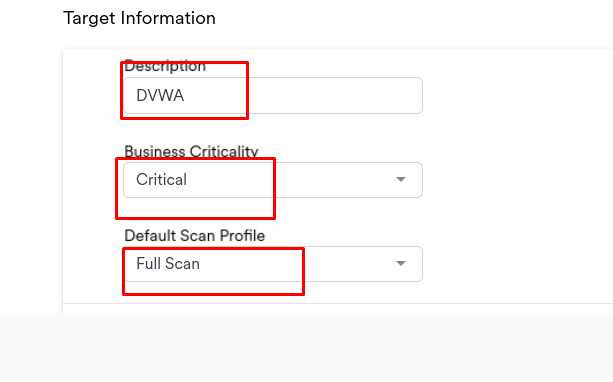 Target Information
Description
DVWA
Business Criticality
Critical
Default Scan Profile
Full Scan